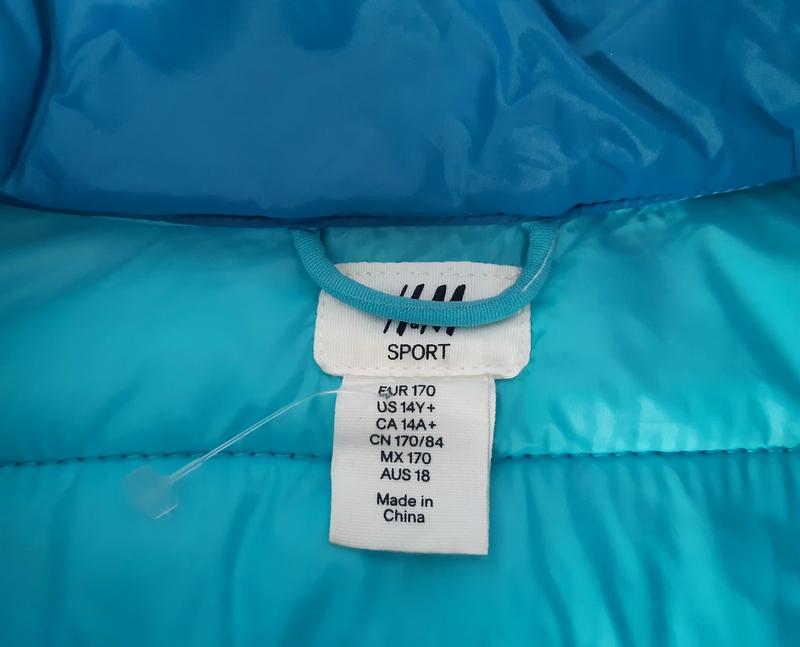 H&M
SPORT
EUR 170
US 14Y+
CA 14A+
CN 170/84
MX 170
AUS 18
Made in
China